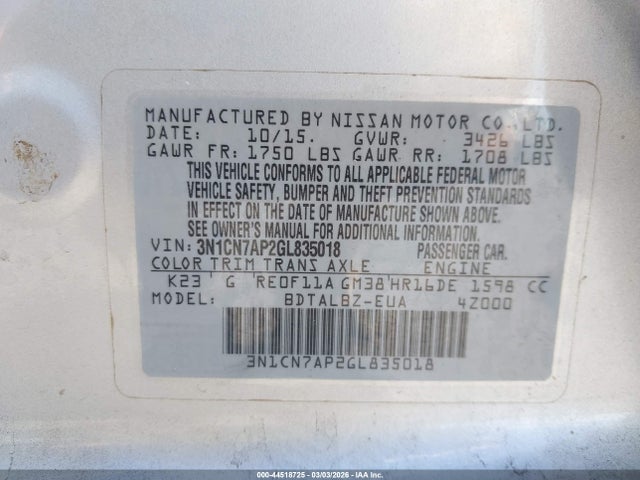 MANUFACTURED BY NISSAN MOTOR CO.,LTD.
DATE: 10/15. GVWR: 3426 LBS
GAWR FR: 1750 LBS GAWR RR: 1708 LBS
THIS VEHICLE CONFORMS TO ALL APPLICABLE FEDERAL MOTOR
VEHICLE SAFETY, BUMPER AND THEFT PREVENTION STANDARDS
IN EFFECT ON THE DATE OF MANUFACTURE SHOWN ABOVE.
SEE OWNER'S MANUAL FOR ADDITIONAL INFORMATION.
VIN: 3N1CN7AP2GL835018 PASSENGER CAR.
COLOR TRIM TRANS AXLE ENGINE
K23 G RE0F11A GM38 HR16DE 1598 CC
MODEL: BDTALBZ-EUA 4Z000
3N1CN7AP2GL835018
000-44518725 - 03/03/2026 - IAA Inc.